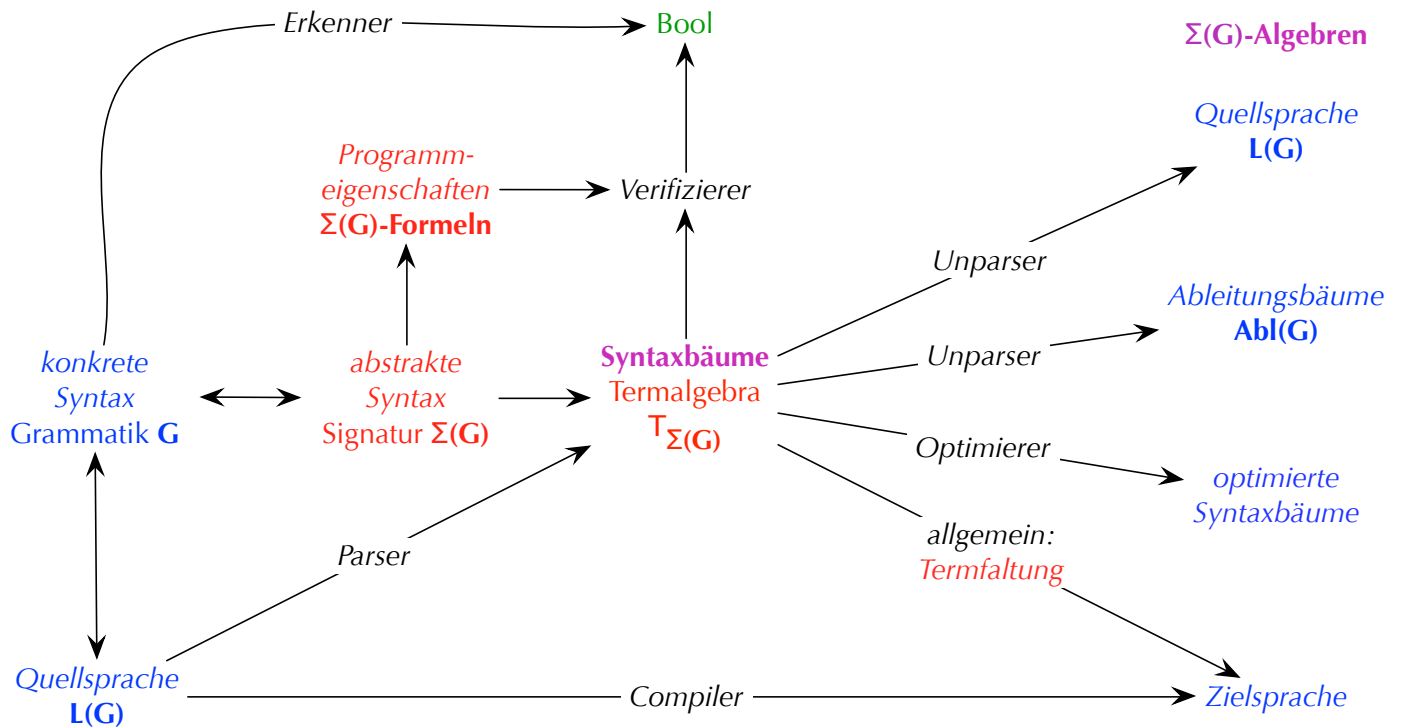 Erkenner
Bool
Σ(G)-Algebren
Quellsprache
L(G)
Programm-
eigenschaften
Σ(G)-Formeln
Verifizierer
Unparser
Ableitungsbäume
Abl(G)
Unparser
konkrete
Syntax
Grammatik G
abstrakte
Syntax
Signatur Σ(G)
Syntaxbäume
Termalgebra
TΣ(G)
Optimierer
optimierte
Syntaxbäume
allgemein:
Termfaltung
Parser
Quellsprache
L(G)
Compiler
Zielsprache